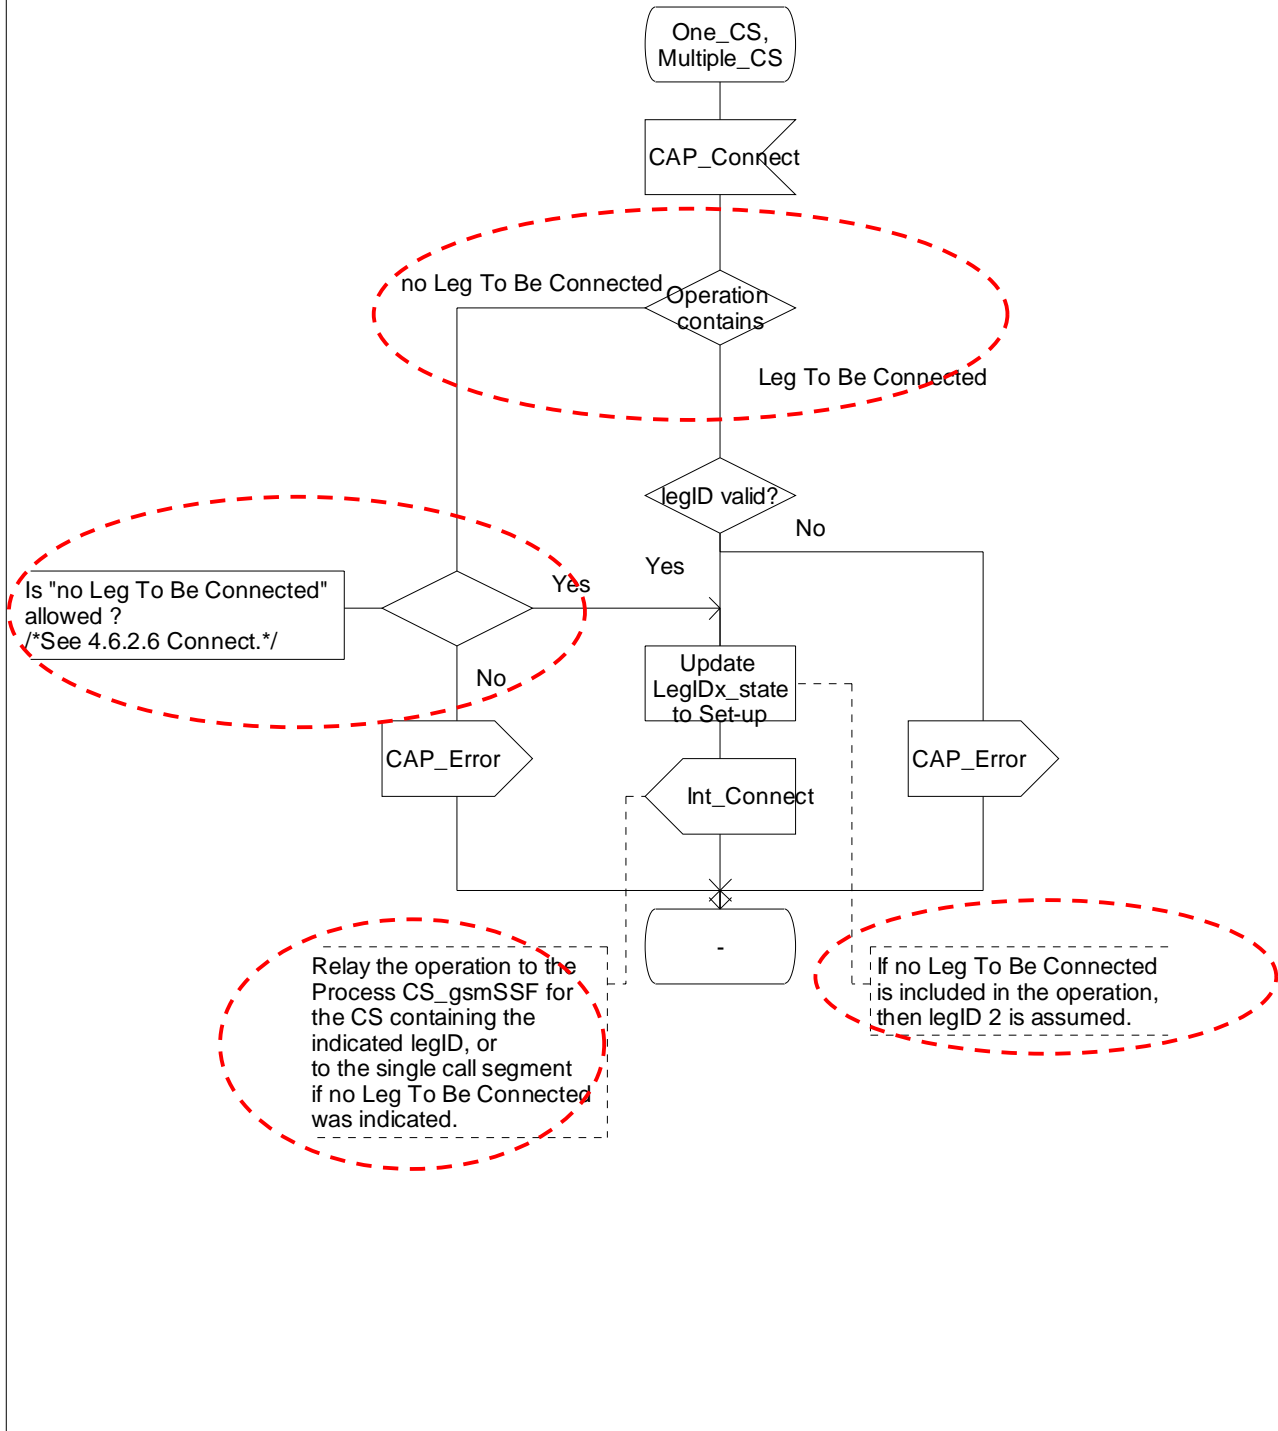 One_CS,
Multiple_CS
CAP_Connect
no Leg To Be Connected
Operation
contains
Leg To Be Connected
legID valid?
No
Yes
Yes
Is "no Leg To Be Connected"
allowed ?
/*See 4.6.2.6 Connect.*/
No
Update
LegIDx_state
to Set-up
CAP_Error
Int_Connect
CAP_Error
-
Relay the operation to the
Process CS_gsmSSF for
the CS containing the
indicated legID, or
to the single call segment
if no Leg To Be Connected
was indicated.
If no Leg To Be Connected
is included in the operation,
then legID 2 is assumed.